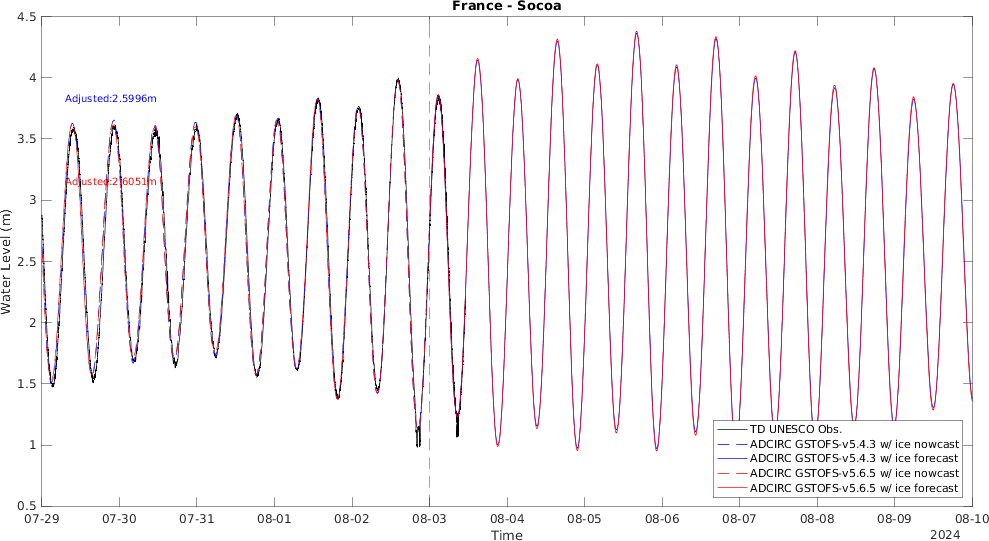 France - Socoa
4.5
4
3.5
3
2.5
2
1.5
1
0.5
Water Level (m)
Adjusted:2.5996m
Adjusted:2.6051m
TD UNESCO Obs.
ADCIRC GSTOFS-v5.4.3 w/ ice nowcast
ADCIRC GSTOFS-v5.4.3 w/ ice forecast
ADCIRC GSTOFS-v5.6.5 w/ ice nowcast
ADCIRC GSTOFS-v5.6.5 w/ ice forecast
07-29 07-30 07-31 08-01 08-02 08-03 08-04 08-05 08-06 08-07 08-08 08-09 08-10
Time
2024